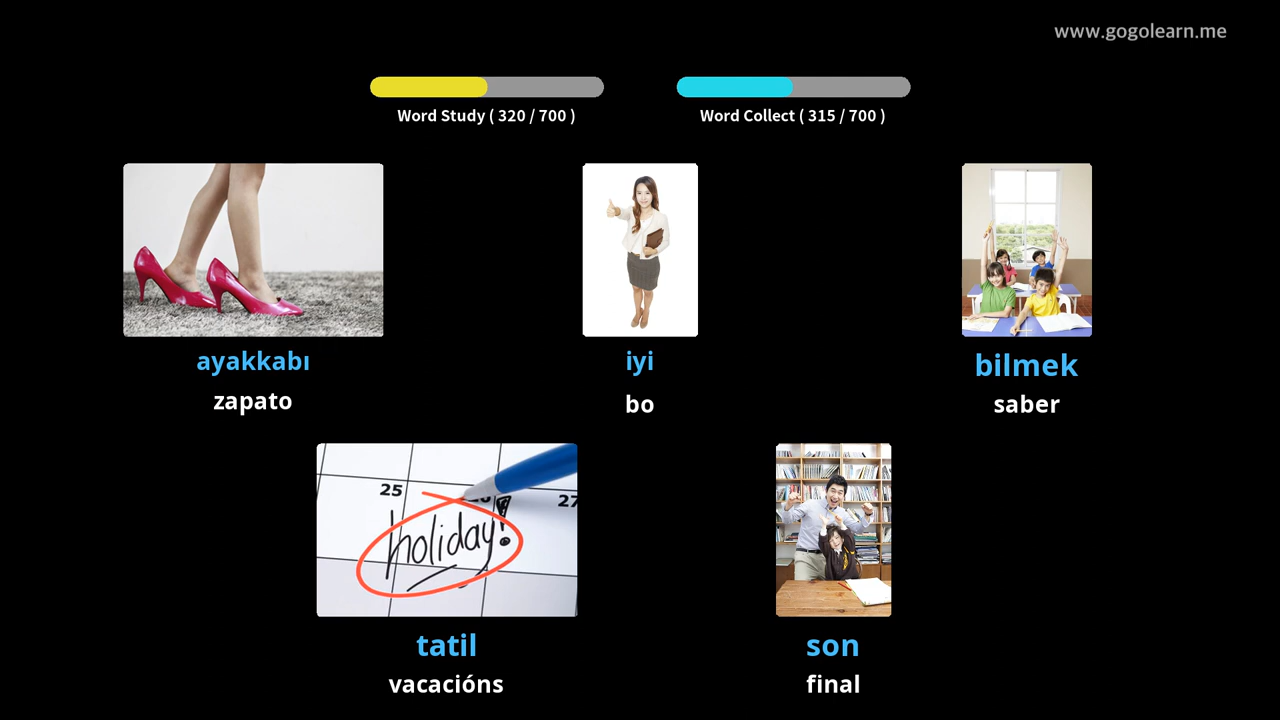 www.gogolearn.me
Word Study ( 320 / 700 )
Word Collect ( 315 / 700 )
ayakkabı
zapato
iyi
bo
bilmek
saber
25
27
holiday!
tatil
vacacións
son
final